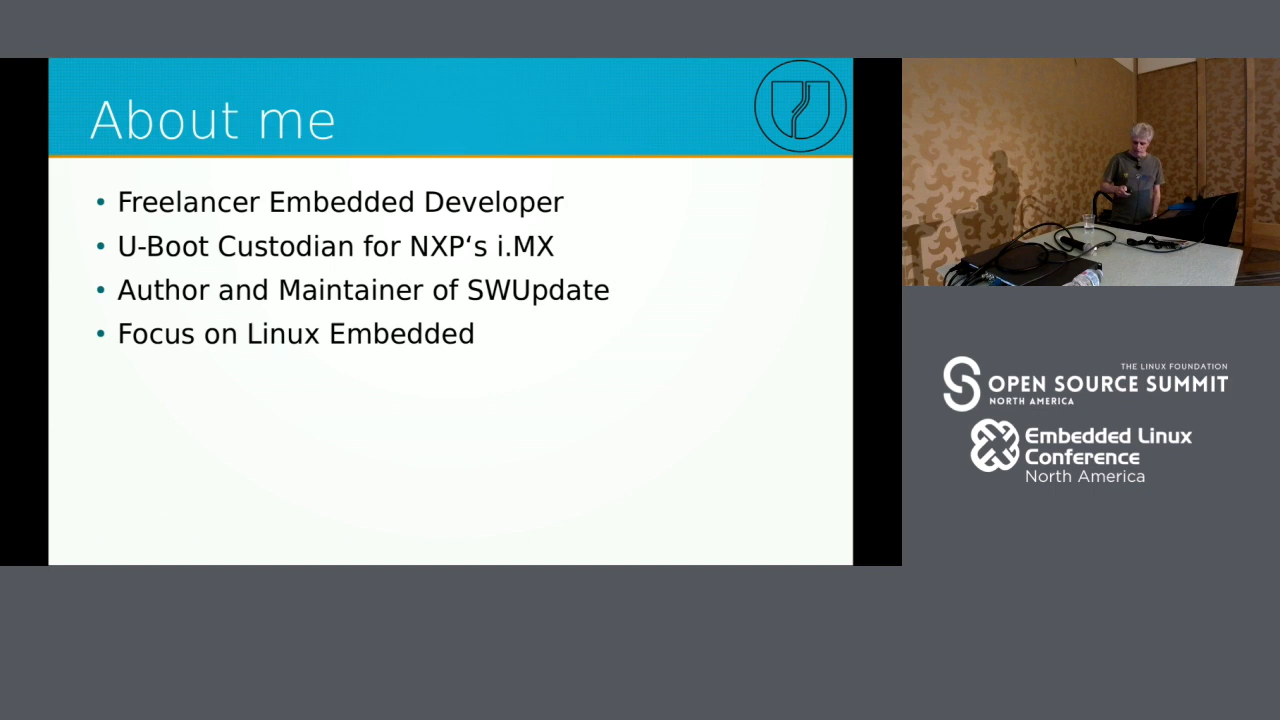 About me
• Freelancer Embedded Developer
• U-Boot Custodian for NXP‘s i.MX
• Author and Maintainer of SWUpdate
• Focus on Linux Embedded
THE LINUX FOUNDATION
OPEN SOURCE SUMMIT
NORTH AMERICA
Embedded Linux
Conference
North America